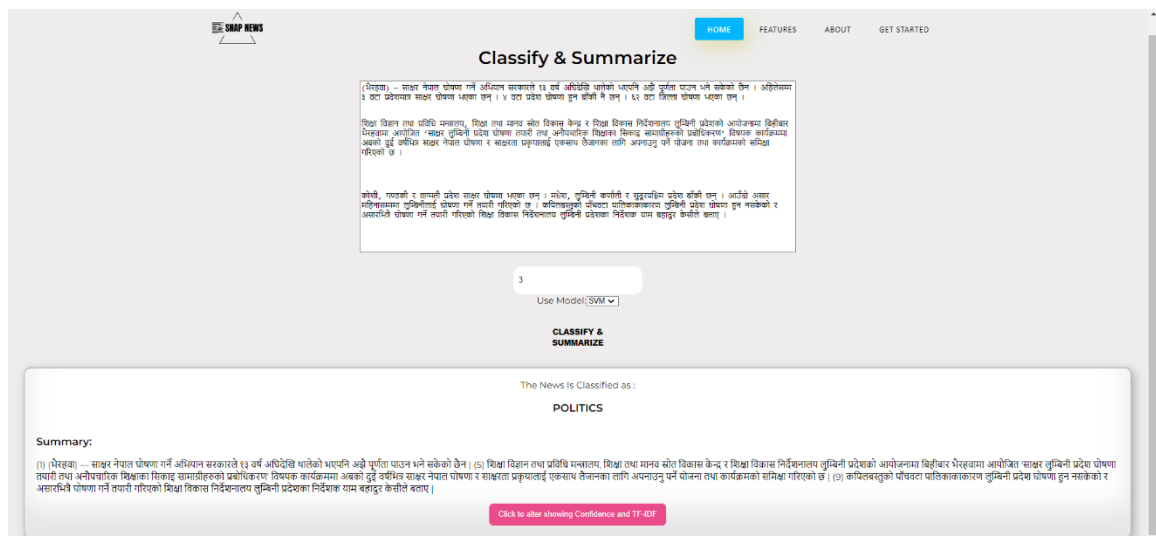 SNAP NEWS
HOME
FEATURES
ABOUT
GET STARTED
Classify & Summarize
(भैरहवा) – साक्षर नेपाल घोषणा गर्ने अभियान सरकारले १३ वर्ष अघिदेखि थालेको भएपनि अझै पूर्णता पाउन भने सकेको छैन । अहिलेसम्म
३ वटा प्रदेशमात्र साक्षर घोषणा भएका छन् । ४ वटा प्रदेश घोषणा हुन बाँकी नै छन् । ६२ वटा जिल्ला घोषणा भएका छन् ।
शिक्षा विज्ञान तथा प्रविधि मन्त्रालय, शिक्षा तथा मानव स्रोत विकास केन्द्र र शिक्षा विकास निर्देशनालय लुम्बिनी प्रदेशको आयोजनामा बिहीबार
भैरहवामा आयोजित ‘साक्षर लुम्बिनी प्रदेश घोषणा तयारी तथा अनौपचारिक शिक्षाका सिकाइ सामाग्रीहरुको प्रबोधिकरण’ विषयक कार्यक्रममा
अबको दुई वर्षभित्र साक्षर नेपाल घोषणा र साक्षरता प्रकृयालाई एकसाथ लैजानका लागि अपनाउनु पर्ने योजना तथा कार्यक्रमको समिक्षा
गरिएको छ ।
कोशी, गण्डकी र वाग्मती प्रदेश साक्षर घोषणा भएका छन् । मधेश, लुम्बिनी कर्णाली र सुदूरपश्चिम प्रदेश बाँकी छन् । आउँदो असार
महिनासम्ममा लुम्बिनीलाई घोषणा गर्ने तयारी गरिएको छ । कपिलबस्तुको पाँचवटा पालिकाकाकारण लुम्बिनी प्रदेश घोषणा हुन नसकेको र
असारभित्रै घोषणा गर्ने तयारी गरिएको शिक्षा विकास निर्देशनालय लुम्बिनी प्रदेशका निर्देशक याम बहादुर केसीले बताए ।
3
Use Model: SVM
CLASSIFY &
SUMMARIZE
The News Is Classified as :
POLITICS
Summary:
(1) (भैरहवा) — साक्षर नेपाल घोषणा गर्ने अभियान सरकारले १३ वर्ष अघिदेखि थालेको भएपनि अझै पूर्णता पाउन भने सकेको छैन | (5) शिक्षा विज्ञान तथा प्रविधि मन्त्रालय, शिक्षा तथा मानव स्रोत विकास केन्द्र र शिक्षा विकास निर्देशनालय लुम्बिनी प्रदेशको आयोजनामा बिहीबार भैरहवामा आयोजित ‘साक्षर लुम्बिनी प्रदेश घोषणा
तयारी तथा अनौपचारिक शिक्षाका सिकाइ सामाग्रीहरुको प्रबोधिकरण’ विषयक कार्यक्रममा अबको दुई वर्षभित्र साक्षर नेपाल घोषणा र साक्षरता प्रकृयालाई एकसाथ लैजानका लागि अपनाउनु पर्ने योजना तथा कार्यक्रमको समिक्षा गरिएको छ | (9) कपिलबस्तुको पाँचवटा पालिकाकाकारण लुम्बिनी प्रदेश घोषणा हुन नसकेको र
असारभित्रै घोषणा गर्ने तयारी गरिएको शिक्षा विकास निर्देशनालय लुम्बिनी प्रदेशका निर्देशक याम बहादुर केसीले बताए |
Click to alter showing Confidence and TF-IDF